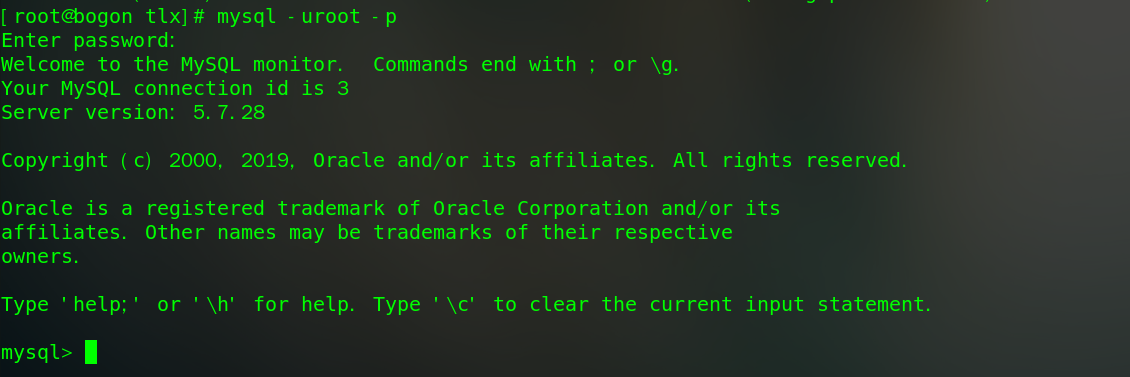 [root@bogon tlx]# mysql -uroot -p
Enter password:
Welcome to the MySQL monitor.  Commands end with ; or \g.
Your MySQL connection id is 3
Server version: 5.7.28
Copyright (c) 2000, 2019, Oracle and/or its affiliates. All rights reserved.
Oracle is a registered trademark of Oracle Corporation and/or its
affiliates. Other names may be trademarks of their respective
owners.
Type 'help;' or '\h' for help. Type '\c' to clear the current input statement.
mysql>